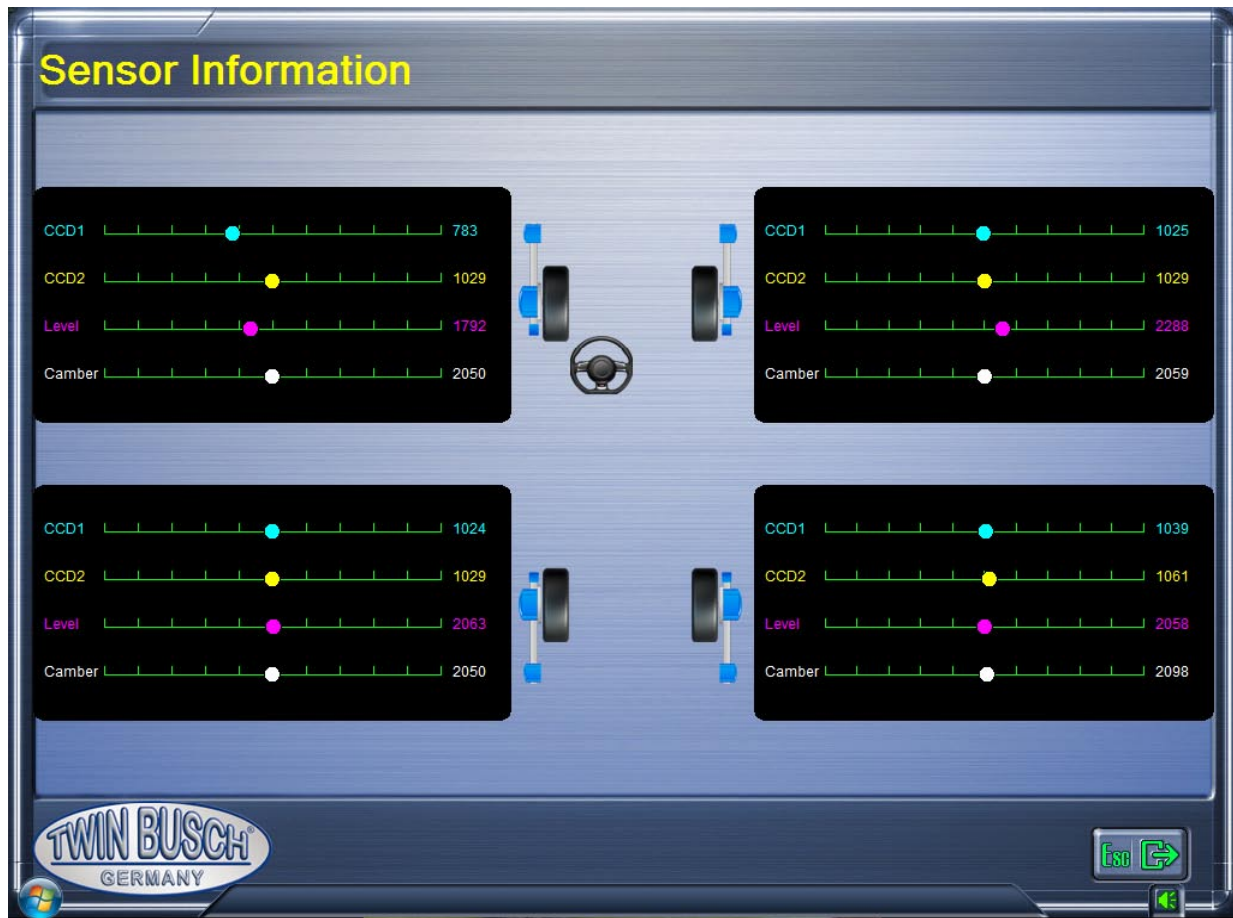 Sensor Information
CCD1 783
CCD2 1029
Level 1792
Camber 2050
CCD1 1025
CCD2 1029
Level 2288
Camber 2059
CCD1 1024
CCD2 1029
Level 2063
Camber 2050
CCD1 1039
CCD2 1061
Level 2058
Camber 2098
TWIN BUSCH®
GERMANY
Esc